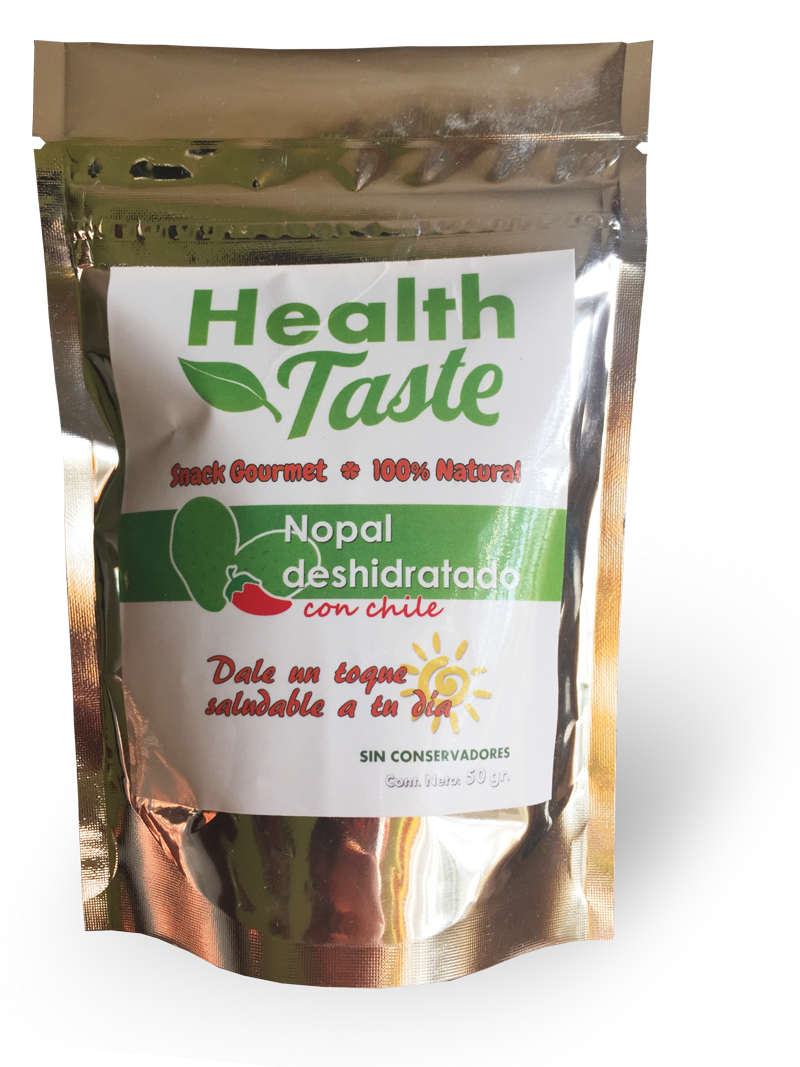 Health
Taste
Snack Gourmet * 100% Natural
Nopal
deshidratado
con chile
Dale un toque
saludable a tu día
SIN CONSERVADORES
Cont. Neto: 50 gr.